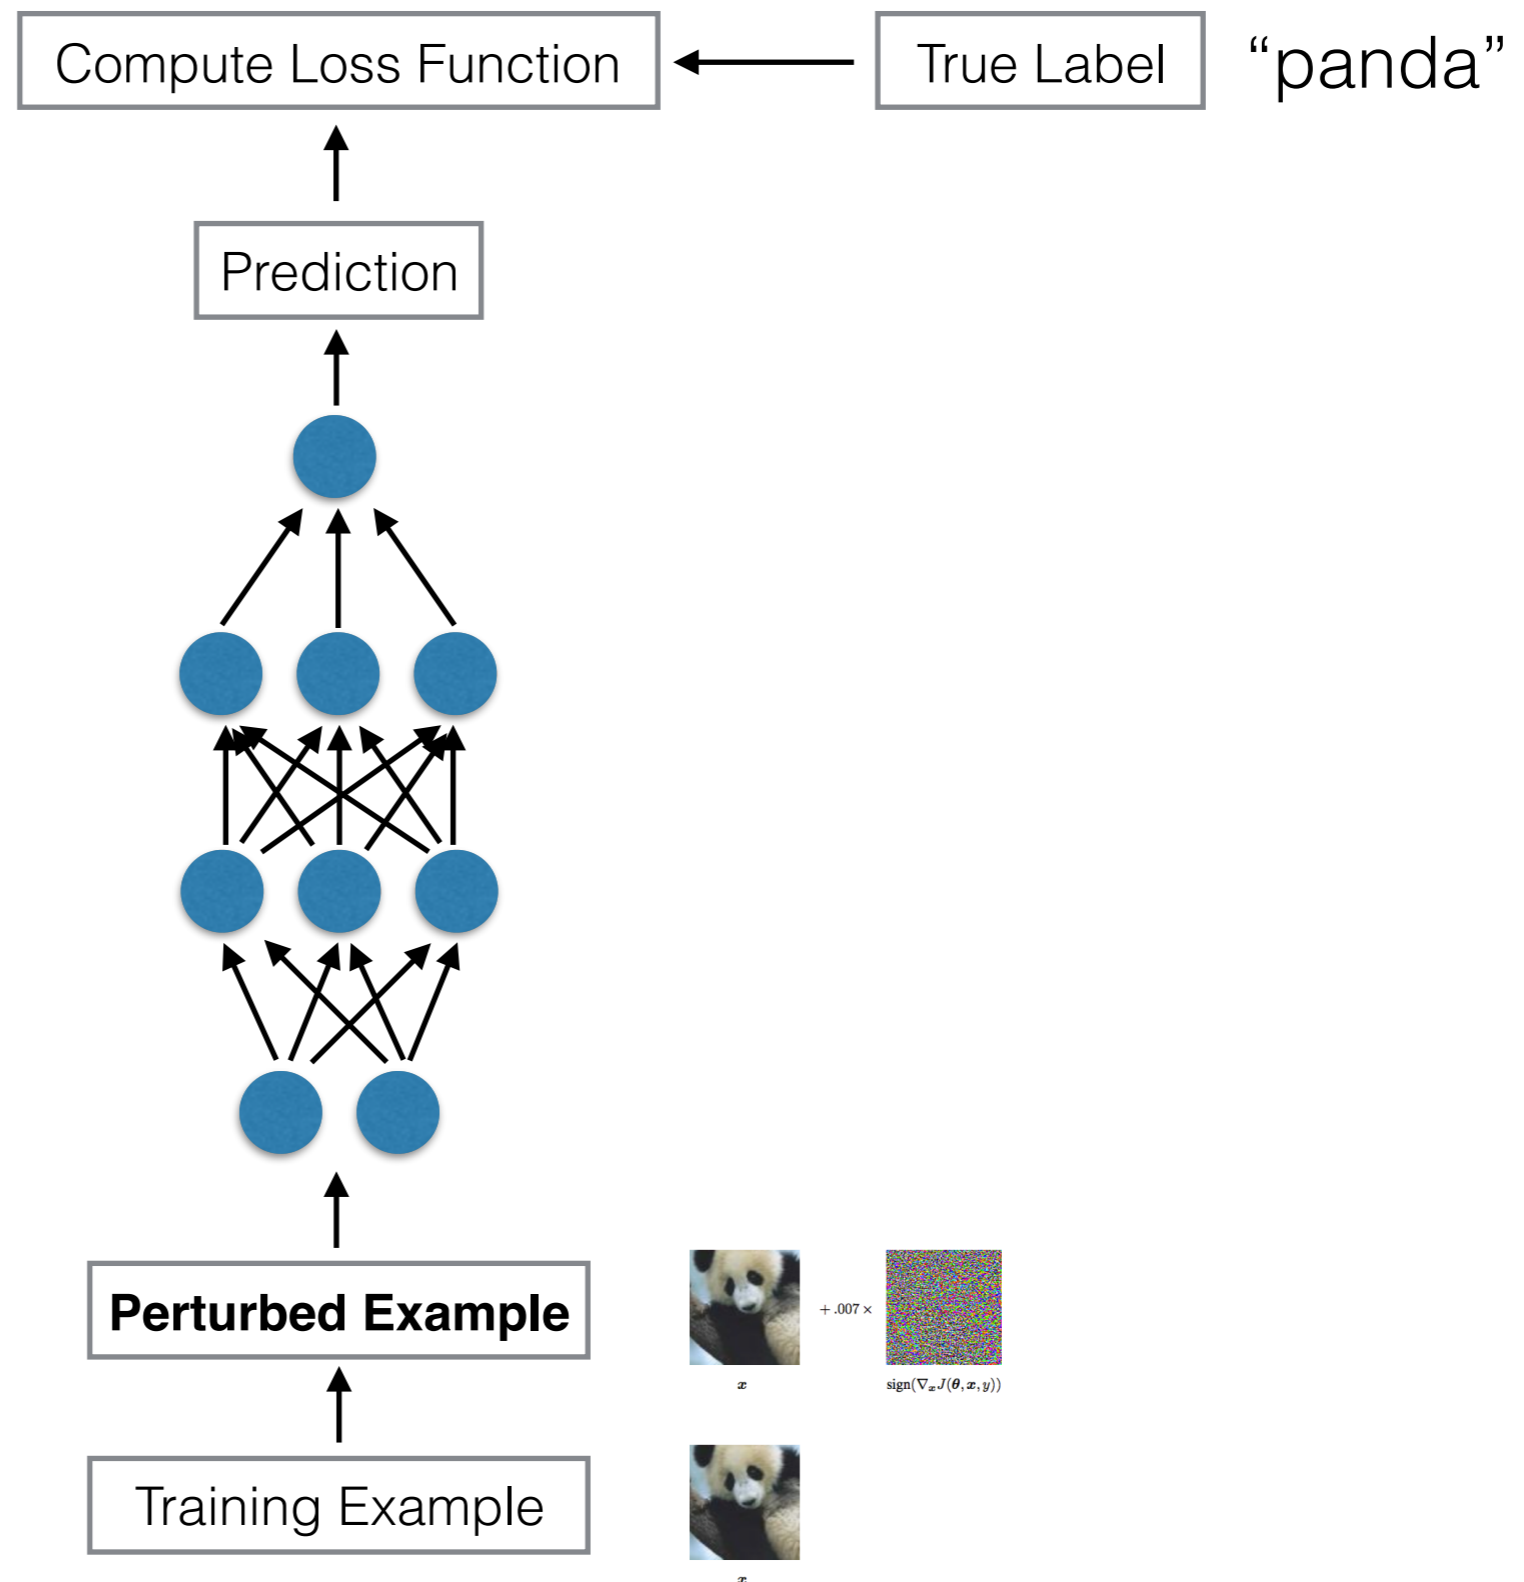 Compute Loss Function
True Label
“panda”
Prediction
Perturbed Example
+ .007 ×
x
sign(∇ₓJ(θ, x, y))
Training Example
x